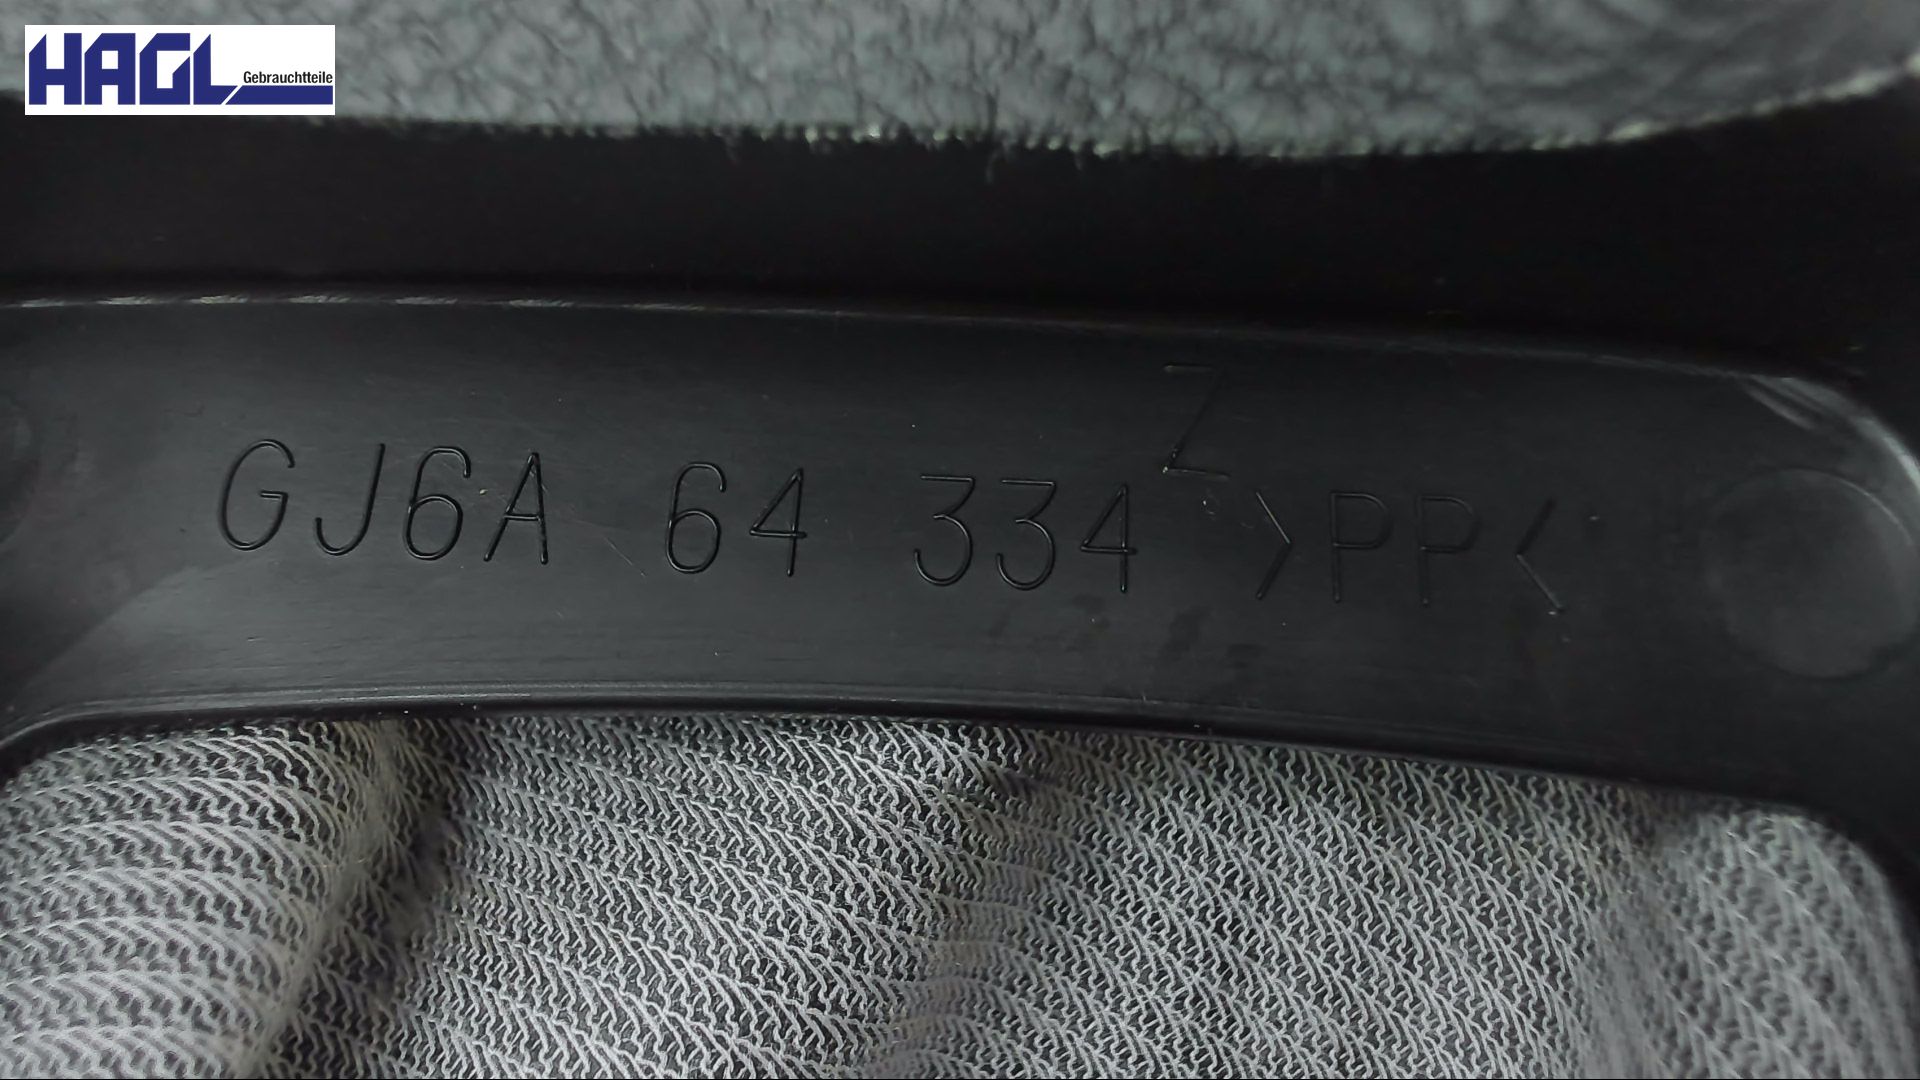 HAGL
Gebrauchtteile
Z
GJ6A 64 334 >PP<